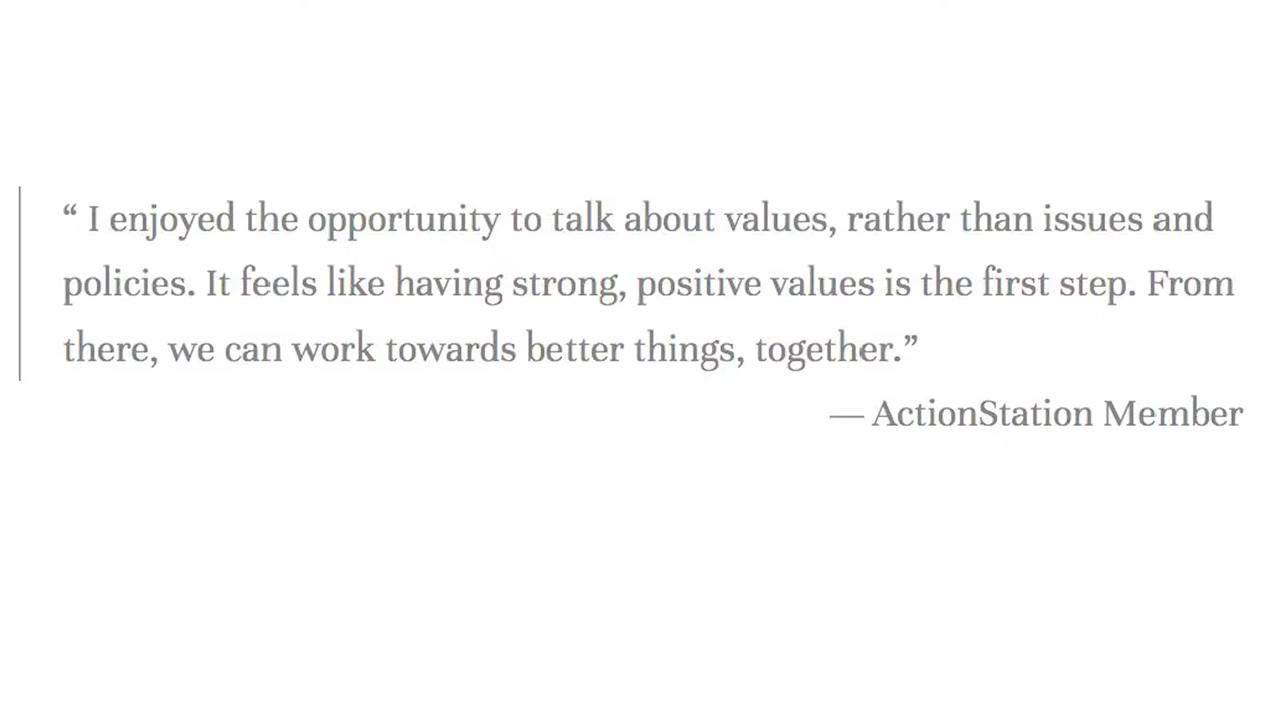 “ I enjoyed the opportunity to talk about values, rather than issues and
policies. It feels like having strong, positive values is the first step. From
there, we can work towards better things, together.”
— ActionStation Member